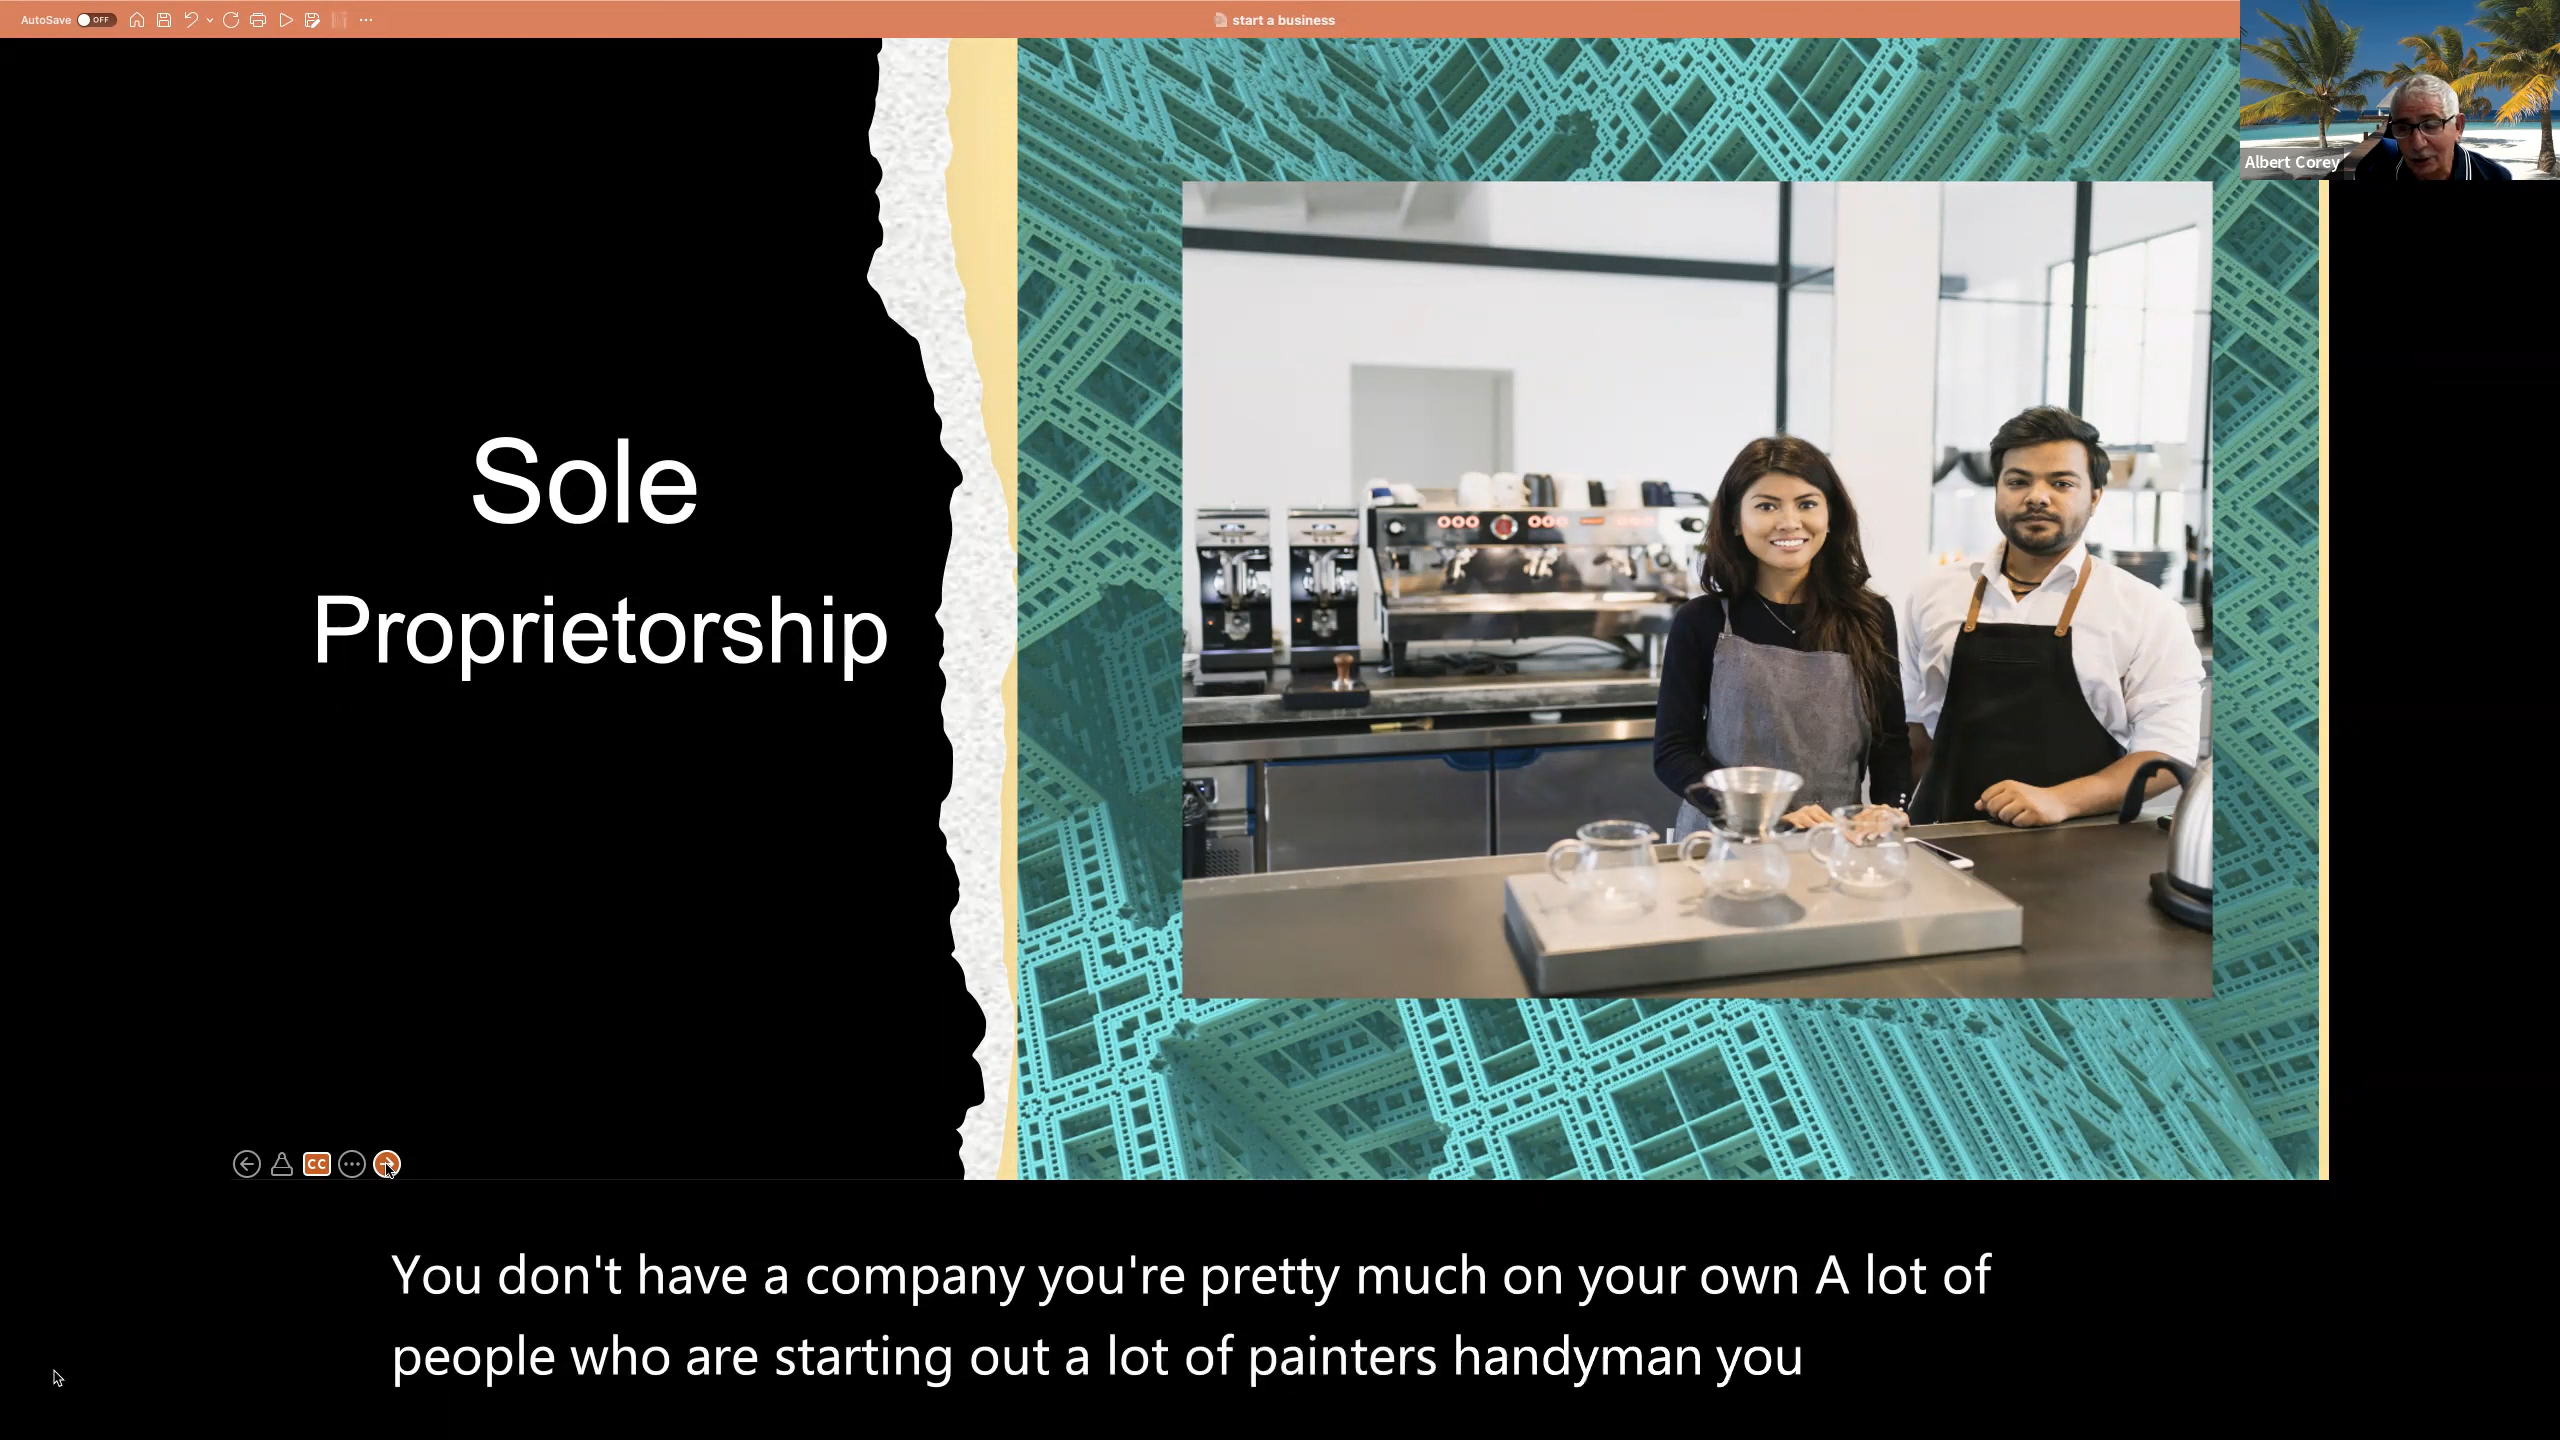 AutoSave OFF
start a business
Albert Corey
Sole
Proprietorship
CC
You don't have a company you're pretty much on your own A lot of
people who are starting out a lot of painters handyman you